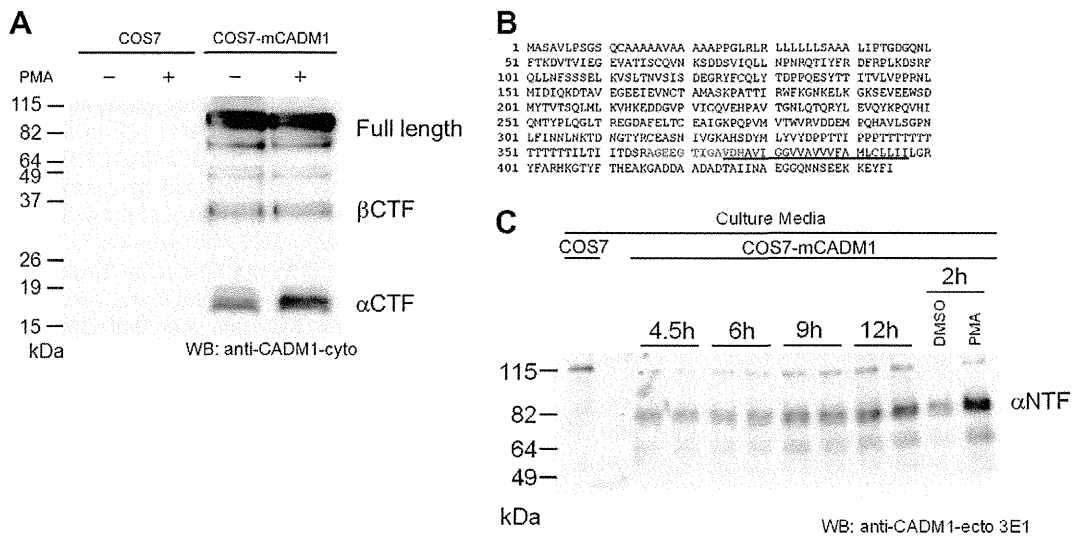 A
COS7 COS7-mCADM1
PMA − + − +
115
82
64
49
37
26
19
15
kDa
Full length
βCTF
αCTF
WB: anti-CADM1-cyto
B
1 MASAVLPSGS QCAAAAAVAA AAAPPGLRLR LLLLLLSAAA LIPTGDGQNL
51 FTKDVTVIEG EVATISCQVN KSDDSVIQLL NPNRQTIYFR DFRPLKDSRF
101 QLLNFSSSEL KVSLTNVSIS DEGRYFCQLY TDPPQESYTT ITVLVPPRNL
151 MIDIQKDTAV EGEEIEVNCT AMASKPATTI RWFKGNKELK GKSEVEEWSD
201 MYTVTSQLML KVHKEDDGVP VICQVEHPAV TGNLQTQRYL EVQYKPQVHI
251 QMTYPLQGLT REGDAFELTC EAIGKPQPVM VTWVRVDDEM PQHAVLSGPN
301 LFINNLNKTD NGTYRCEASN IVGKAHSDYM LYVYDPPTTI PPPTTTTTTT
351 TTTTTTILTI ITDSRAGEEG TIGAVDHAVI GGVVAVVVFA MLCLLIILGR
401 YFARHKGTYF THEAKGADDA ADADTAIINA EGGQNNSEEK KEYFI
C
Culture Media
COS7 COS7-mCADM1
2h
4.5h 6h 9h 12h DMSO PMA
115
82
64
49
kDa
αNTF
WB: anti-CADM1-ecto 3E1